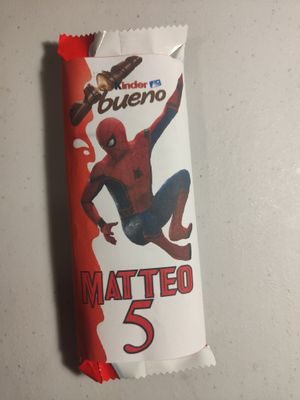 Kinder
bueno
MATTEO
5